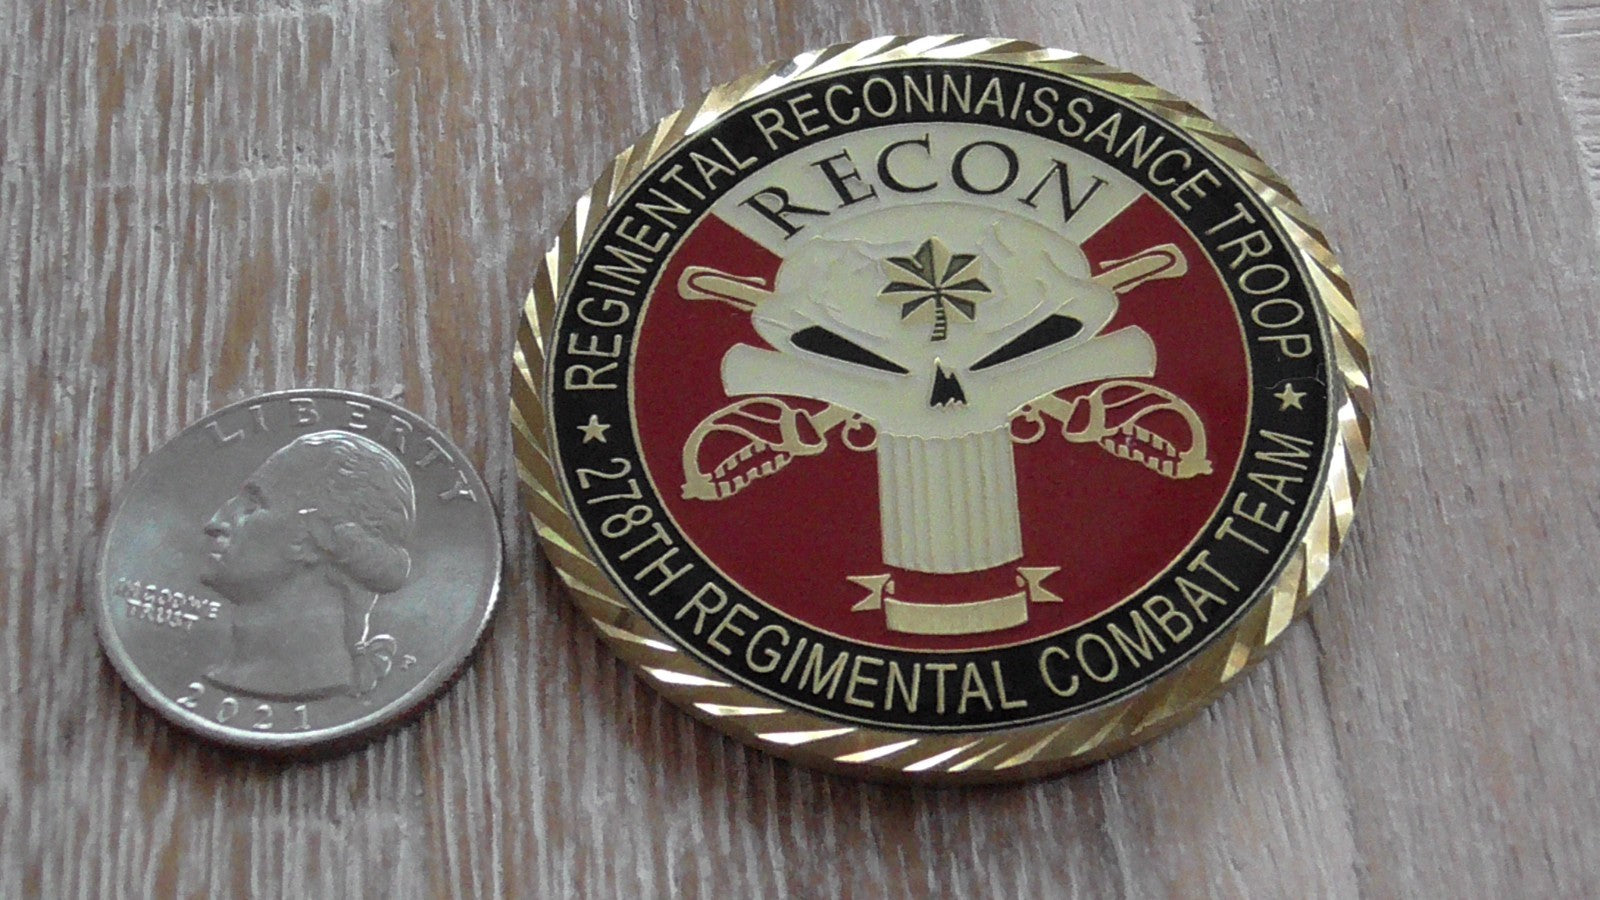 LIBERTY
IN GOD WE
TRUST
P
2021
REGIMENTAL RECONNAISSANCE TROOP
RECON
278TH REGIMENTAL COMBAT TEAM